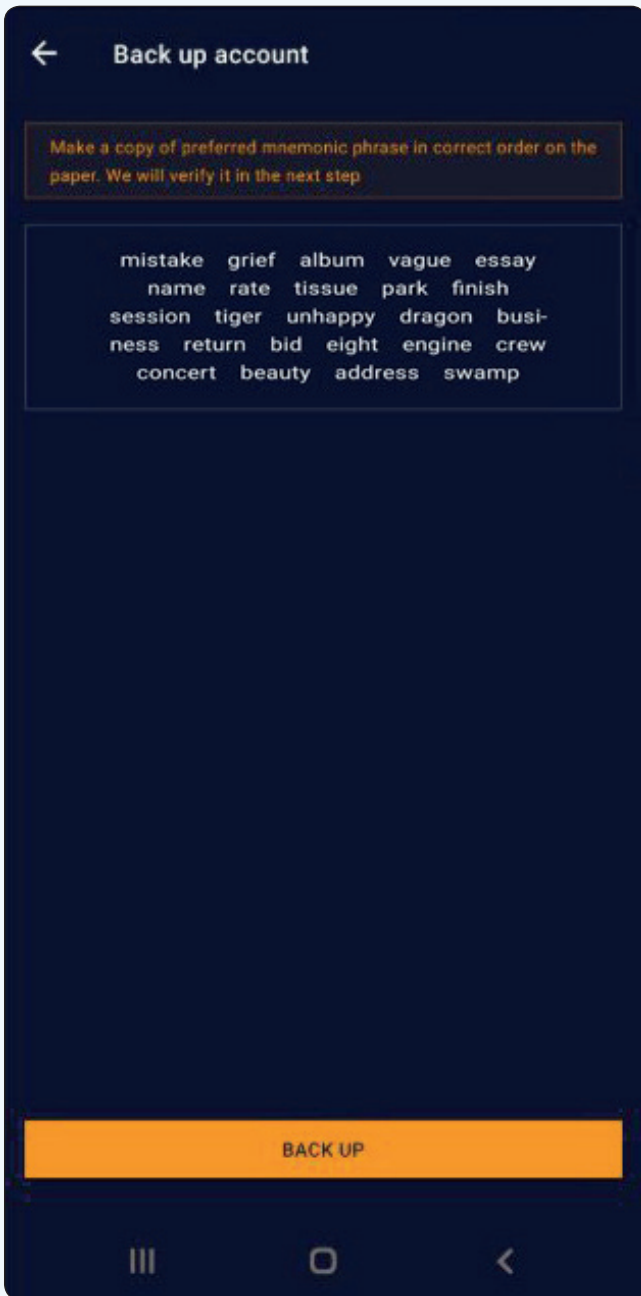 Back up account
Make a copy of preferred mnemonic phrase in correct order on the
paper. We will verify it in the next step
mistake grief album vague essay
name rate tissue park finish
session tiger unhappy dragon busi-
ness return bid eight engine crew
concert beauty address swamp
BACK UP